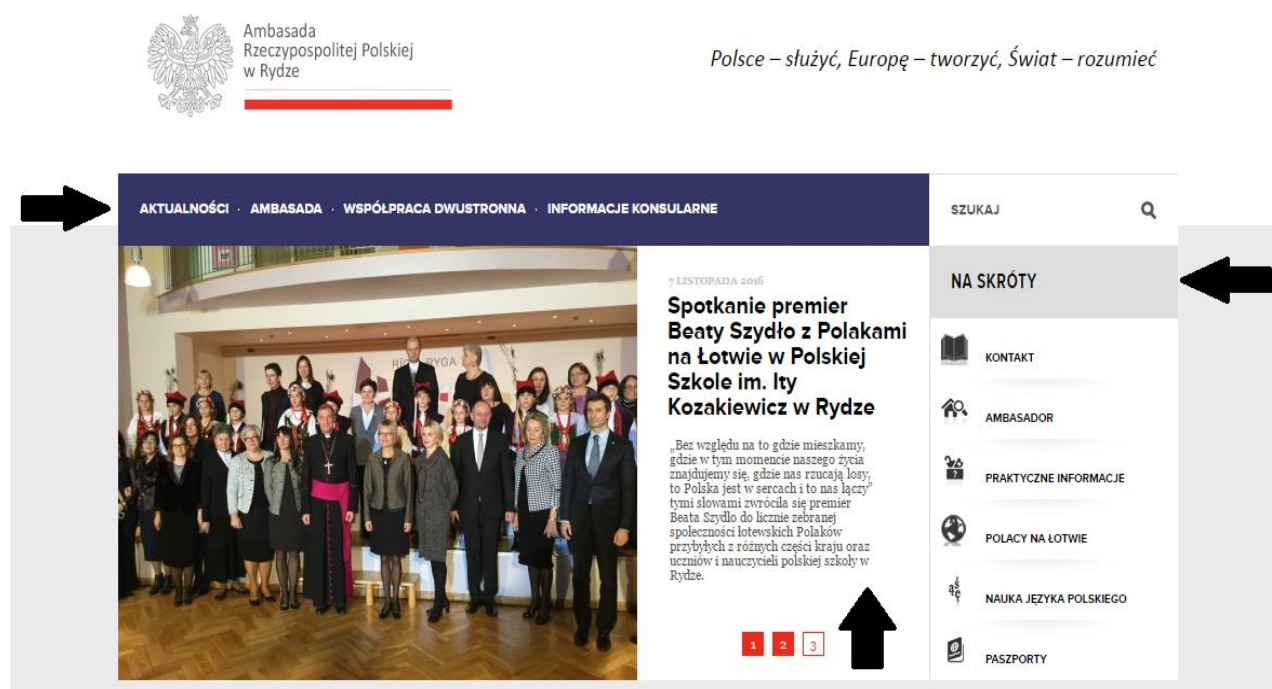 Ambasada
Rzeczypospolitej Polskiej
w Rydze
Polsce – służyć, Europę – tworzyć, Świat – rozumieć
AKTUALNOŚCI · AMBASADA · WSPÓŁPRACA DWUSTRONNA · INFORMACJE KONSULARNE
SZUKAJ
7 LISTOPADA 2016
Spotkanie premier
Beaty Szydło z Polakami
na Łotwie w Polskiej
Szkole im. Ity
Kozakiewicz w Rydze
„Bez względu na to gdzie mieszkamy,
gdzie w tym momencie naszego życia
znajdujemy się, gdzie nas rzucają losy,
to Polska jest w sercach i to nas łączy”
tymi słowami zwróciła się premier
Beata Szydło do licznie zebranej
społeczności łotewskich Polaków
przybyłych z różnych części kraju oraz
uczniów i nauczycieli polskiej szkoły w
Rydze.
1 2 3
NA SKRÓTY
KONTAKT
AMBASADOR
PRAKTYCZNE INFORMACJE
POLACY NA ŁOTWIE
NAUKA JĘZYKA POLSKIEGO
PASZPORTY
RYGA